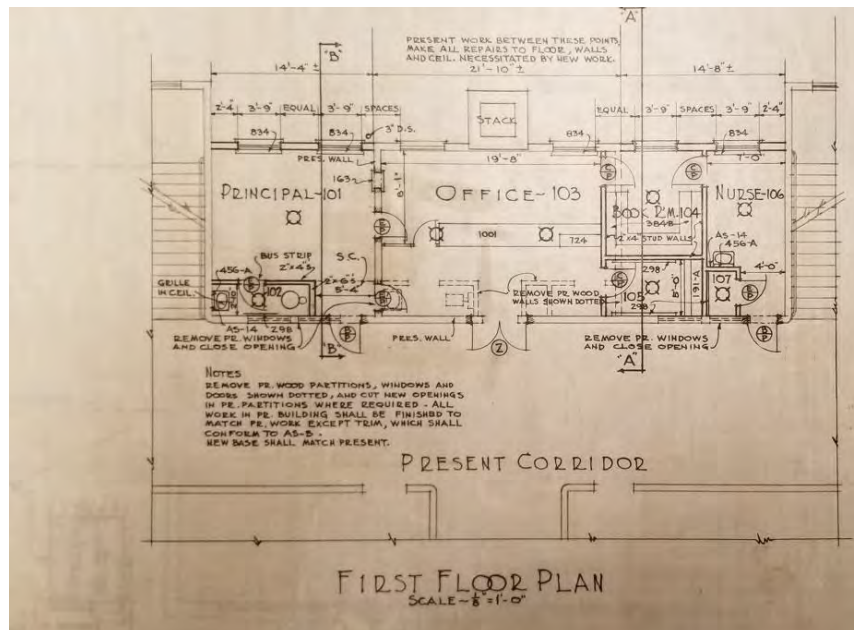 "B"
"A"
PRESENT WORK BETWEEN THESE POINTS,
MAKE ALL REPAIRS TO FLOOR, WALLS
AND CEIL. NECESSITATED BY NEW WORK.
14'-4" ±
21'-10" ±
14'-8" ±
2'-4" 3'-9" EQUAL 3'-9" SPACES
STACK
EQUAL 3'-9" SPACES 3'-9" 2'-4"
834
834
3" D.S.
834
834
PRES. WALL
19'-8"
7'-0"
163
PRINCIPAL-101
OFFICE-103
BOOK R'M.-104
NURSE-106
384B
1001
724
2"x4" STUD WALLS
AS-14
456-A
BUS STRIP
S.C.
456-A
2"x4"S
2"x6"S
298
4'-0"
GRILLE
IN CEIL.
102
5'-4"
REMOVE PR. WOOD
WALLS SHOWN DOTTED
105
5'-0"
191-A
107
298
AS-14
298
REMOVE PR. WINDOWS
AND CLOSE OPENING
"B"
PRES. WALL
2
REMOVE PR. WINDOWS
AND CLOSE OPENING
"A"
NOTES
REMOVE PR. WOOD PARTITIONS, WINDOWS AND
DOORS SHOWN DOTTED, AND CUT NEW OPENINGS
IN PR. PARTITIONS WHERE REQUIRED - ALL
WORK IN PR. BUILDING SHALL BE FINISHED TO
MATCH PR. WORK EXCEPT TRIM, WHICH SHALL
CONFORM TO AS-B.
NEW BASE SHALL MATCH PRESENT.
PRESENT CORRIDOR
FIRST FLOOR PLAN
SCALE ~ 1/8" = 1'-0"